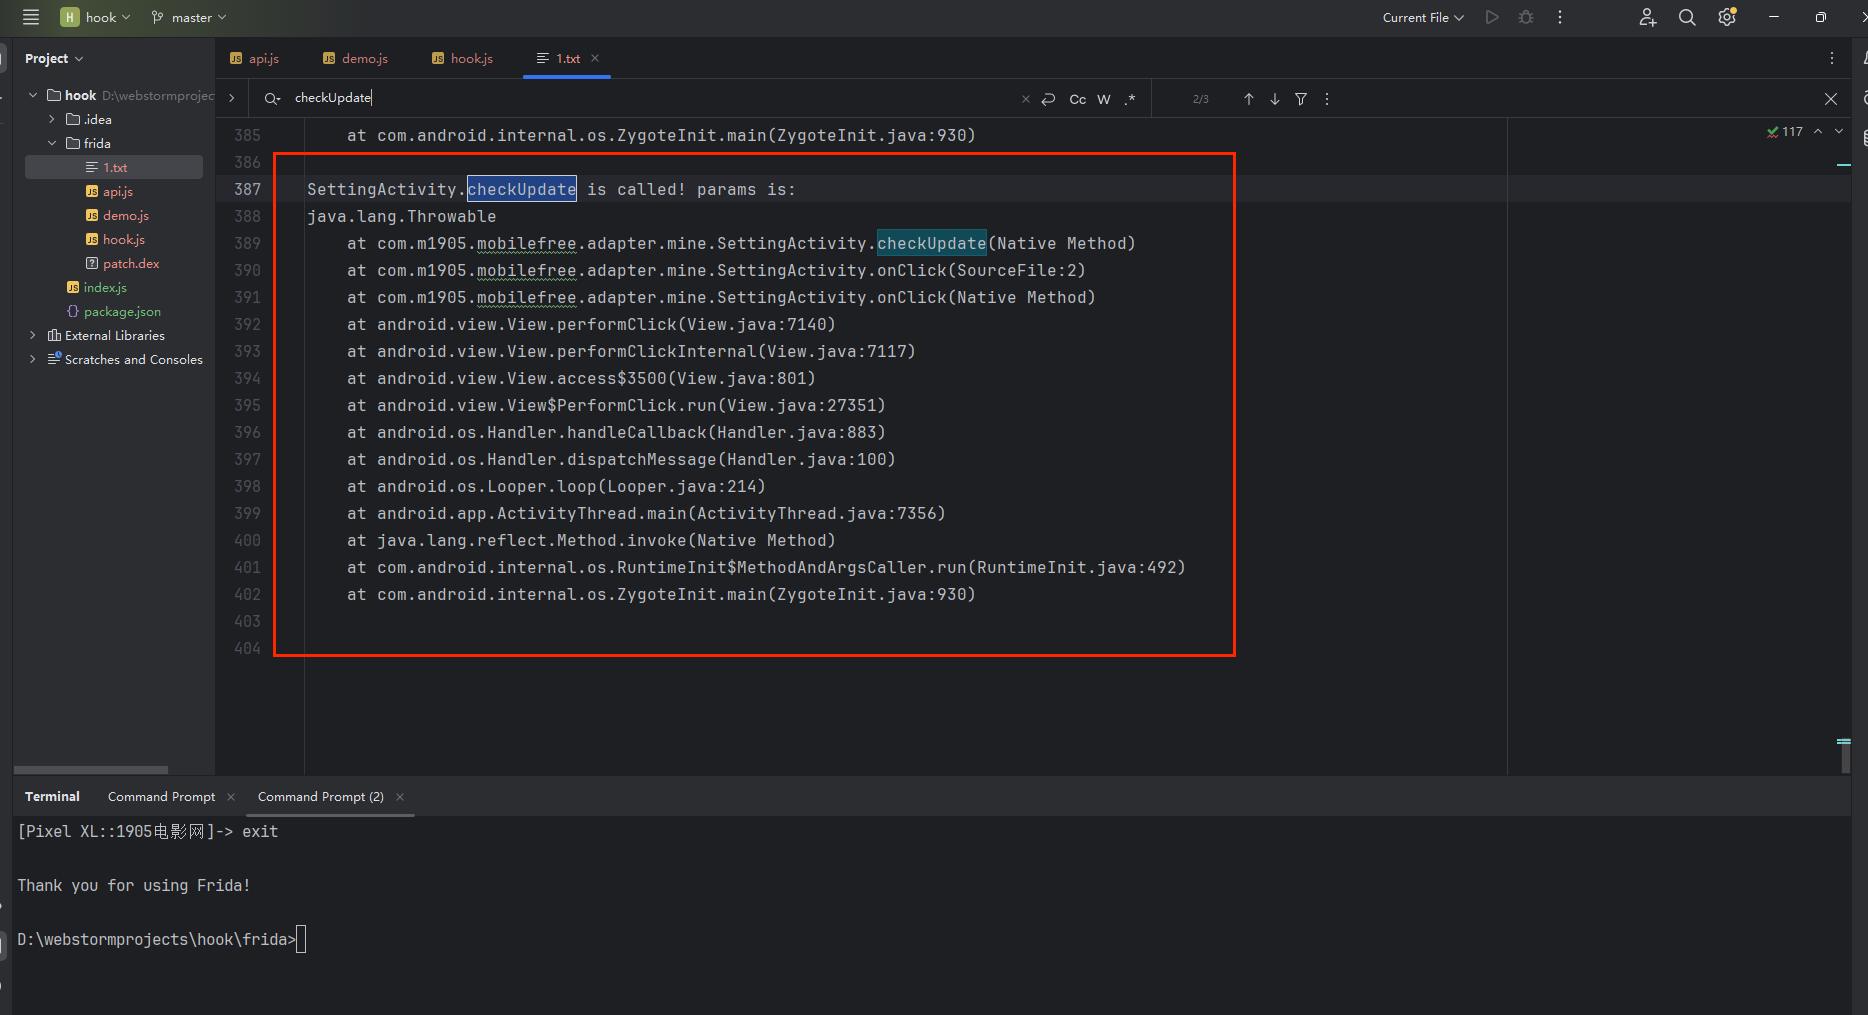 H hook master Current File
Project
api.js demo.js hook.js 1.txt
hook D:\webstormprojec
checkUpdate Cc W .* 2/3
.idea
frida
1.txt
api.js
demo.js
hook.js
patch.dex
index.js
package.json
External Libraries
Scratches and Consoles
117
385 at com.android.internal.os.ZygoteInit.main(ZygoteInit.java:930)
386
387 SettingActivity.checkUpdate is called! params is:
388 java.lang.Throwable
389 at com.m1905.mobilefree.adapter.mine.SettingActivity.checkUpdate(Native Method)
390 at com.m1905.mobilefree.adapter.mine.SettingActivity.onClick(SourceFile:2)
391 at com.m1905.mobilefree.adapter.mine.SettingActivity.onClick(Native Method)
392 at android.view.View.performClick(View.java:7140)
393 at android.view.View.performClickInternal(View.java:7117)
394 at android.view.View.access$3500(View.java:801)
395 at android.view.View$PerformClick.run(View.java:27351)
396 at android.os.Handler.handleCallback(Handler.java:883)
397 at android.os.Handler.dispatchMessage(Handler.java:100)
398 at android.os.Looper.loop(Looper.java:214)
399 at android.app.ActivityThread.main(ActivityThread.java:7356)
400 at java.lang.reflect.Method.invoke(Native Method)
401 at com.android.internal.os.RuntimeInit$MethodAndArgsCaller.run(RuntimeInit.java:492)
402 at com.android.internal.os.ZygoteInit.main(ZygoteInit.java:930)
403
404
Terminal Command Prompt Command Prompt (2)
[Pixel XL::1905电影网]-> exit
Thank you for using Frida!
D:\webstormprojects\hook\frida>